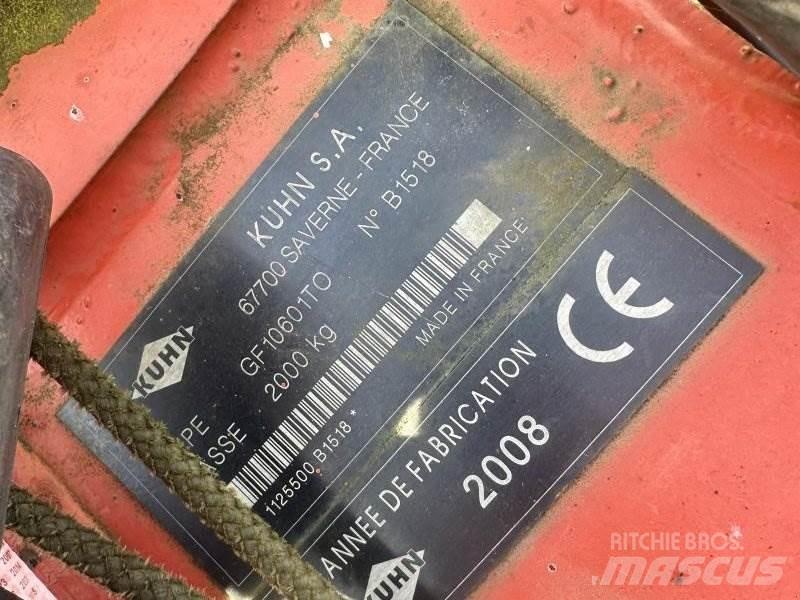 KUHN S.A.
67700 SAVERNE - FRANCE
KUHN
PE GF10601TO N° B1518
ASSE 2000 kg
1125500 B1518 *
MADE IN FRANCE
ANNEE DE FABRICATION
2008
CE
KUHN
RITCHIE BROS.
MASCUS